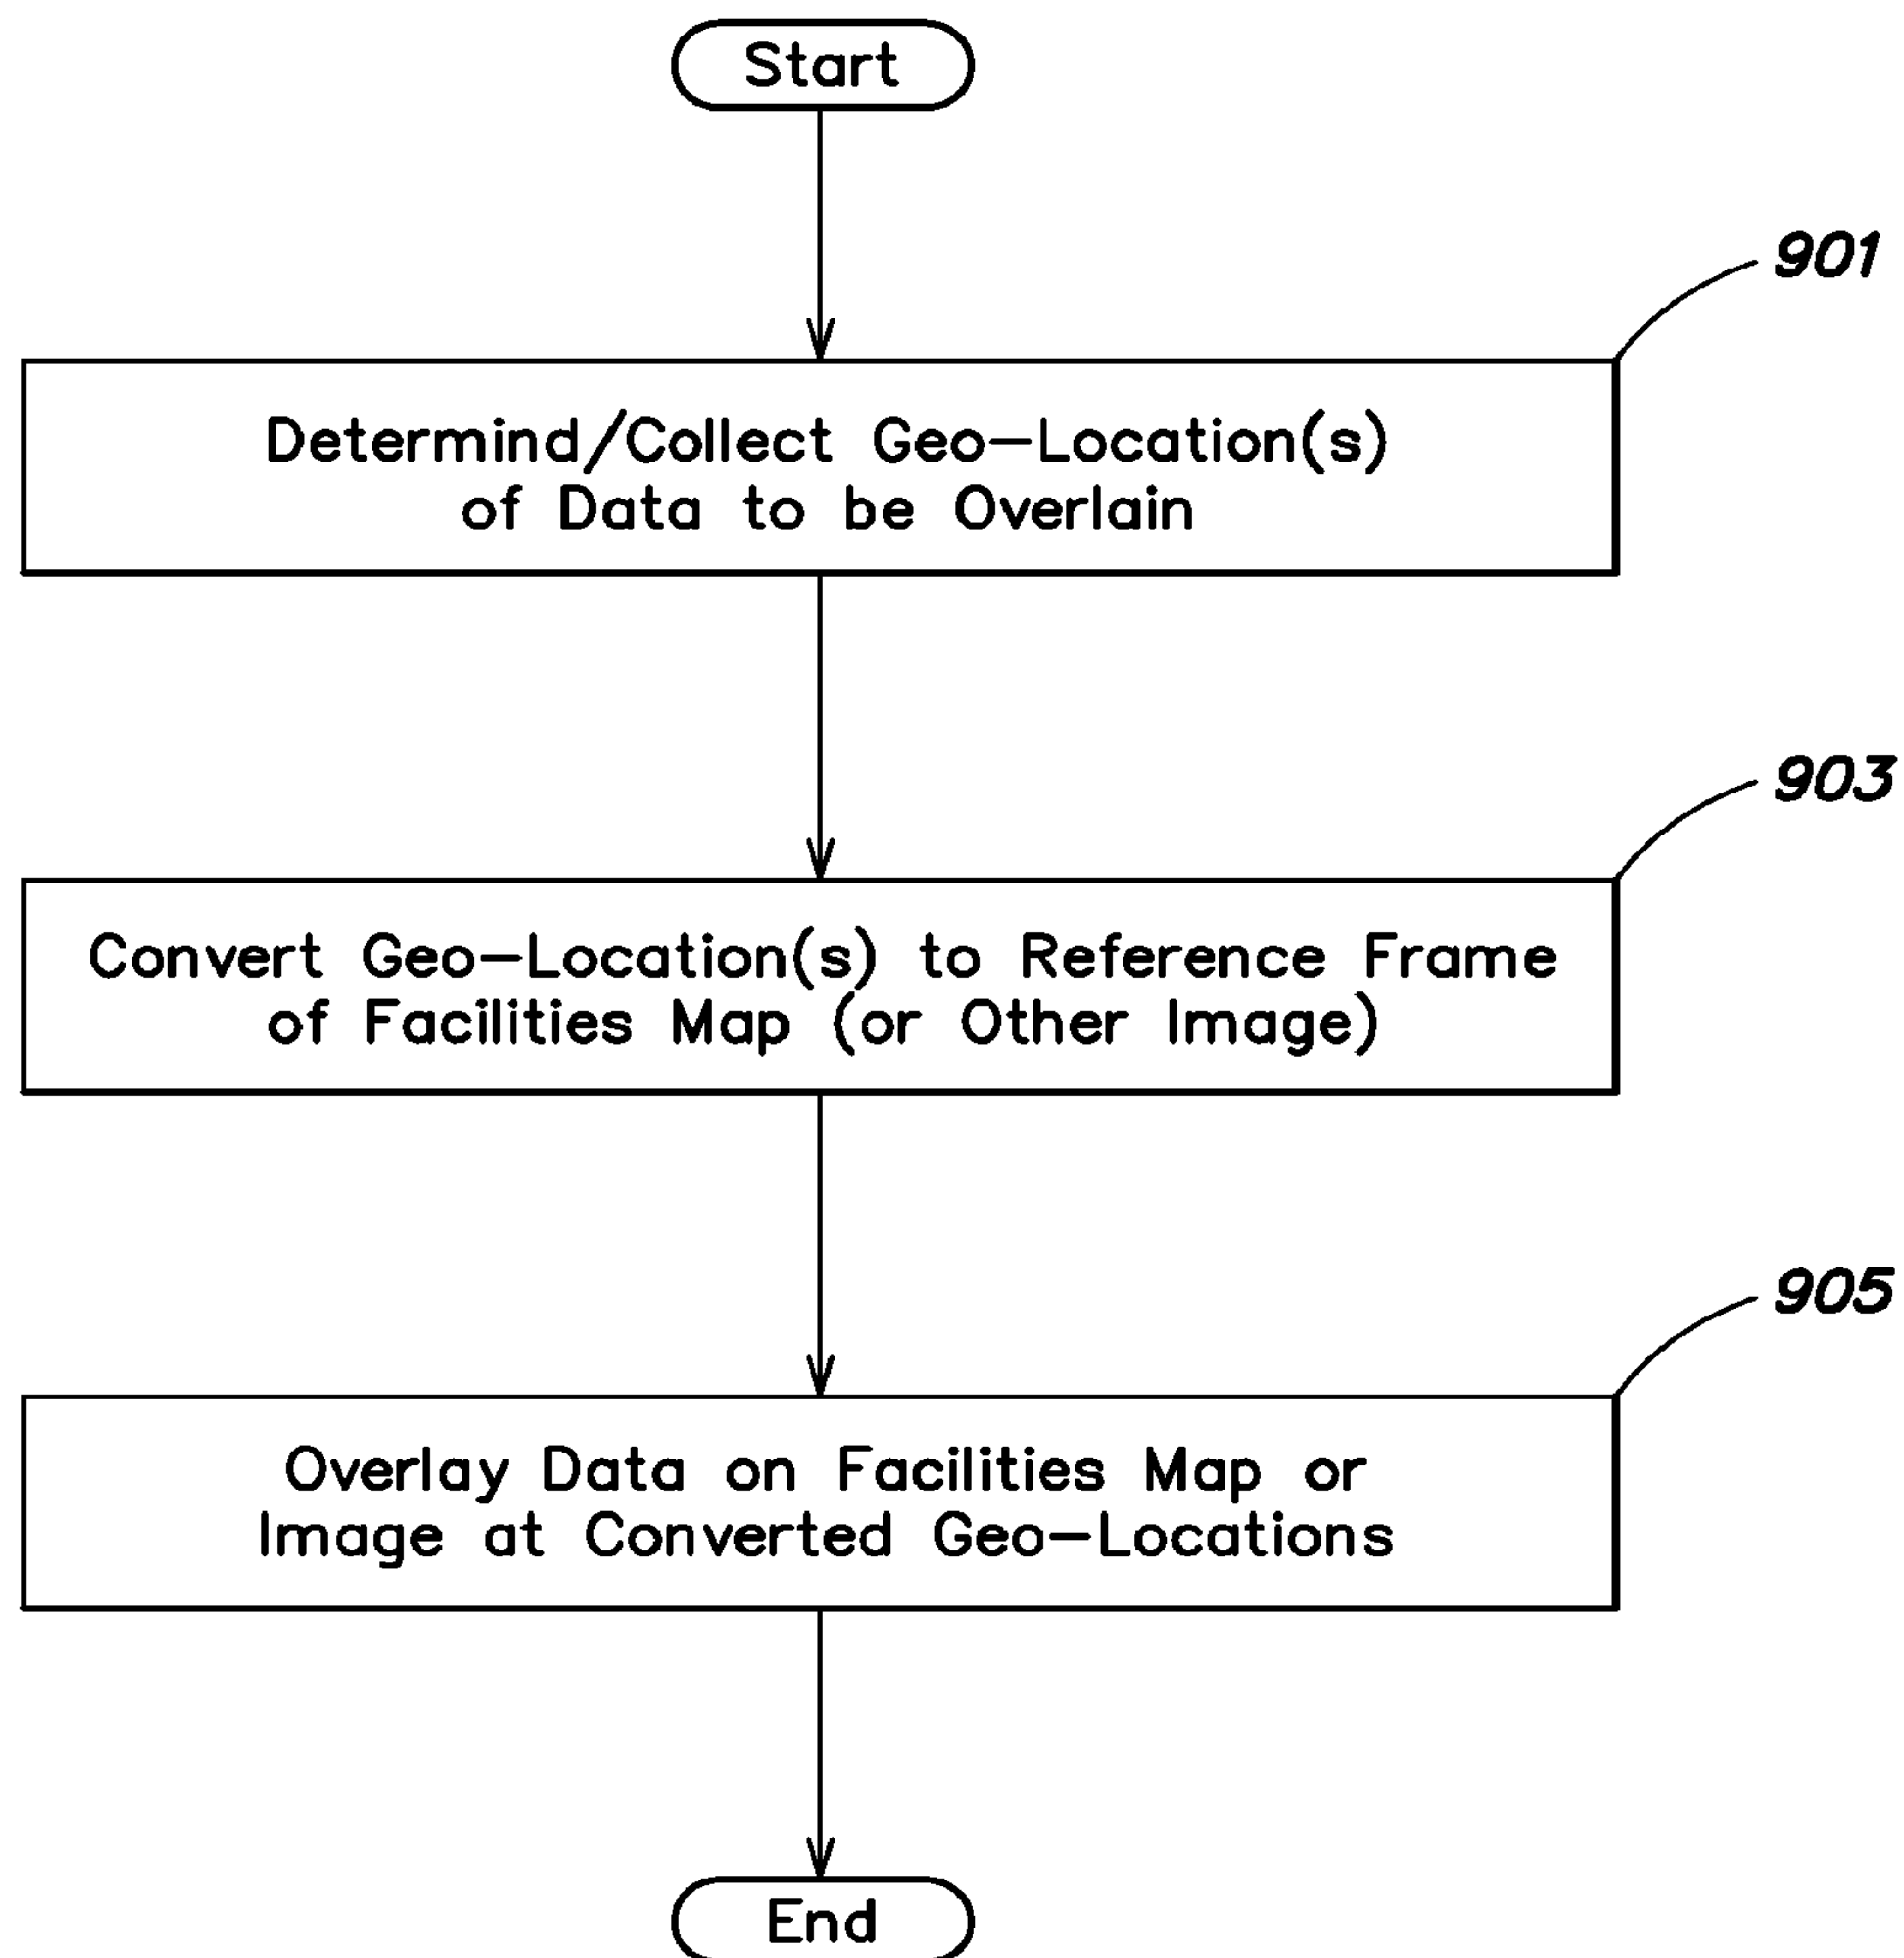 Start
901
Determind/Collect Geo-Location(s)
of Data to be Overlain
903
Convert Geo-Location(s) to Reference Frame
of Facilities Map (or Other Image)
905
Overlay Data on Facilities Map or
Image at Converted Geo-Locations
End